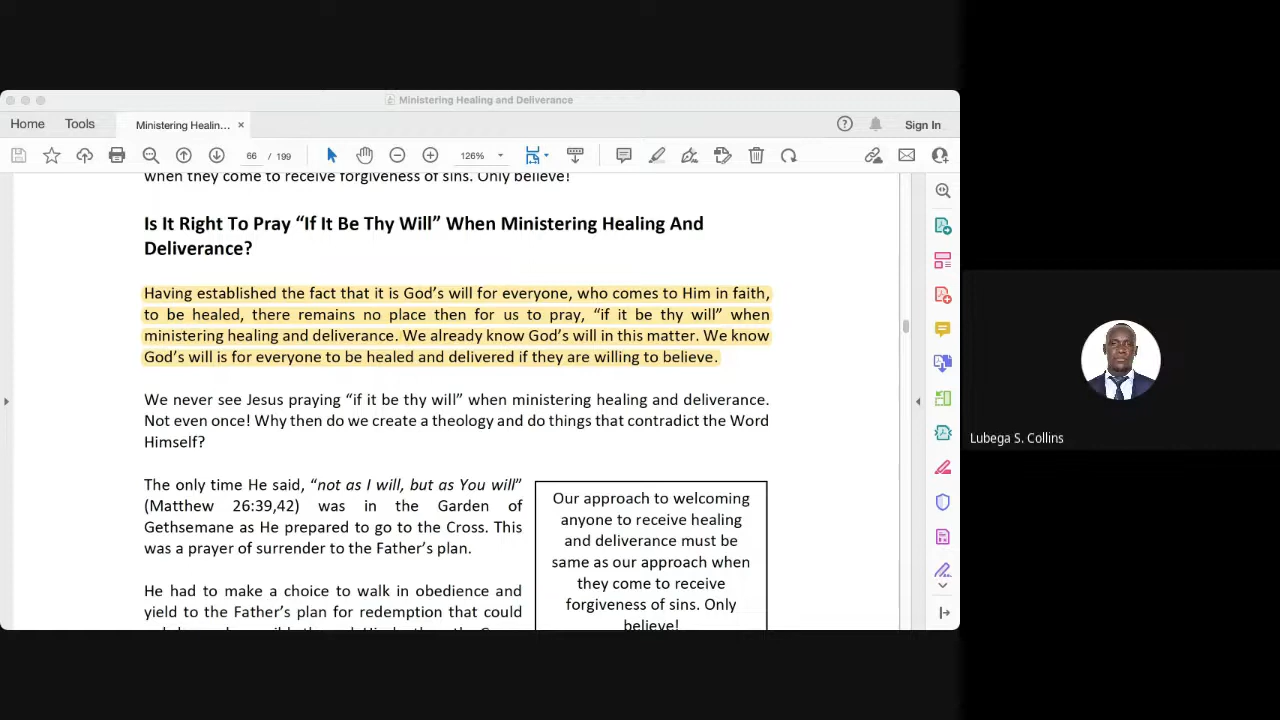 Ministering Healing and Deliverance
Home Tools Ministering Healin... × Sign In
66 / 199 126%
when they come to receive forgiveness of sins. Only believe!
Is It Right To Pray “If It Be Thy Will” When Ministering Healing And
Deliverance?
Having established the fact that it is God’s will for everyone, who comes to Him in faith,
to be healed, there remains no place then for us to pray, “if it be thy will” when
ministering healing and deliverance. We already know God’s will in this matter. We know
God’s will is for everyone to be healed and delivered if they are willing to believe.
We never see Jesus praying “if it be thy will” when ministering healing and deliverance.
Not even once! Why then do we create a theology and do things that contradict the Word
Himself?
The only time He said, “not as I will, but as You will”
(Matthew 26:39,42) was in the Garden of
Gethsemane as He prepared to go to the Cross. This
was a prayer of surrender to the Father’s plan.
He had to make a choice to walk in obedience and
yield to the Father’s plan for redemption that could
Our approach to welcoming
anyone to receive healing
and deliverance must be
same as our approach when
they come to receive
forgiveness of sins. Only
believe!
Lubega S. Collins